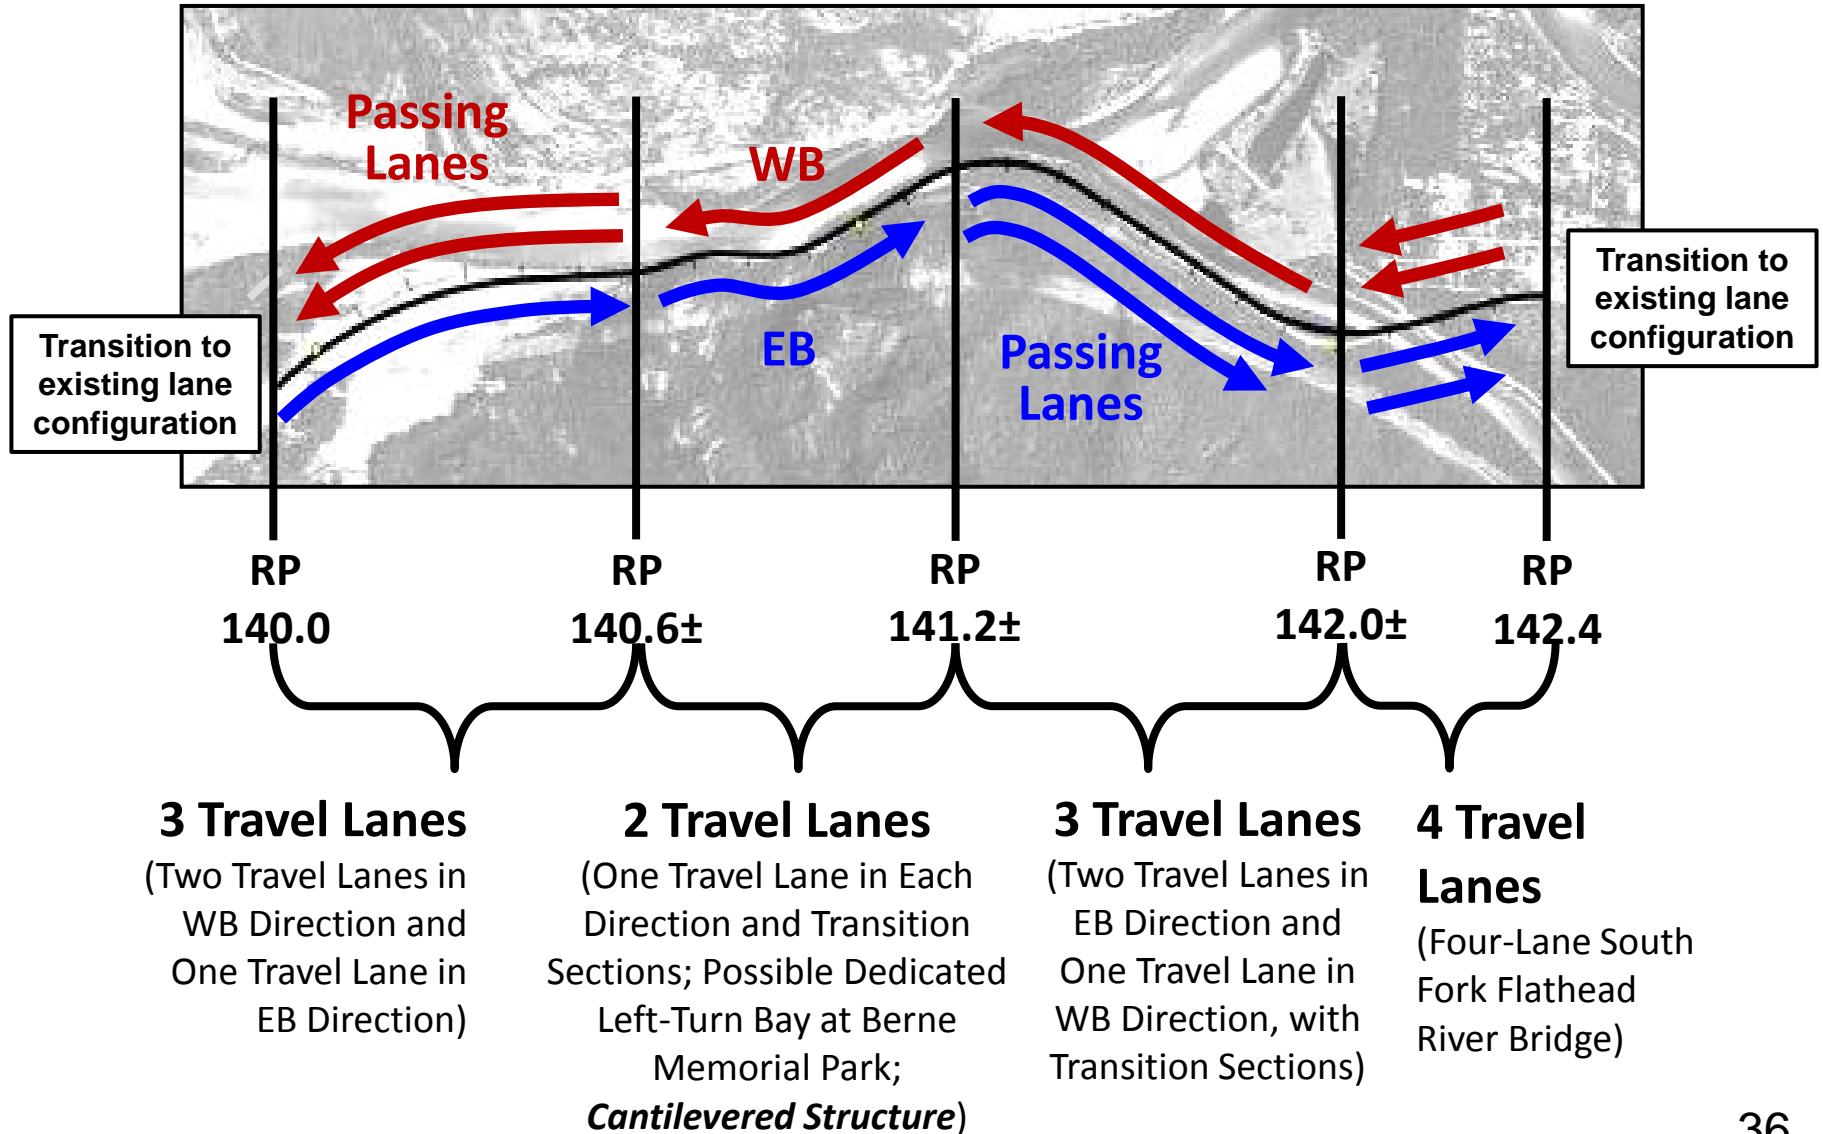 Passing
Lanes
WB
EB
Passing
Lanes
Transition to
existing lane
configuration
Transition to
existing lane
configuration
RP
140.0
RP
140.6±
RP
141.2±
RP
142.0±
RP
142.4
3 Travel Lanes
(Two Travel Lanes in
WB Direction and
One Travel Lane in
EB Direction)
2 Travel Lanes
(One Travel Lane in Each
Direction and Transition
Sections; Possible Dedicated
Left-Turn Bay at Berne
Memorial Park;
Cantilevered Structure)
3 Travel Lanes
(Two Travel Lanes in
EB Direction and
One Travel Lane in
WB Direction, with
Transition Sections)
4 Travel
Lanes
(Four-Lane South
Fork Flathead
River Bridge)
36